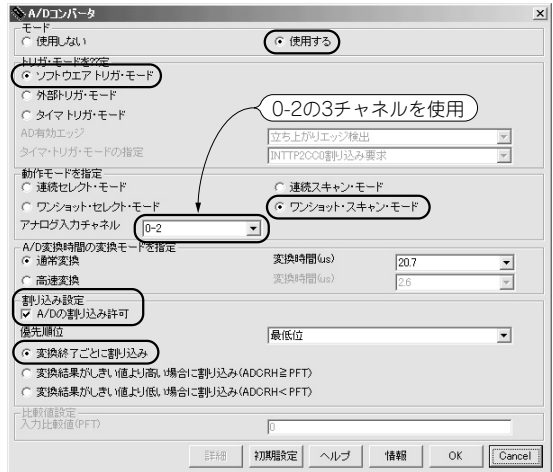 A/Dコンバータ
モード
使用しない
使用する
トリガ・モードを??定
ソフトウエアトリガ・モード
外部トリガ・モード
タイマトリガ・モード
0-2の3チャネルを使用
AD有効エッジ
立ち上がりエッジ検出
タイマ・トリガ・モードの指定
INTTP2CC0割り込み要求
動作モードを指定
連続セレクト・モード
連続スキャン・モード
ワンショット・セレクト・モード
ワンショット・スキャン・モード
アナログ入力チャネル
0-2
A/D変換時間の変換モードを指定
通常変換
変換時間(us)
20.7
高速変換
変換時間(us)
2.6
割り込み設定
A/Dの割り込み許可
優先順位
最低位
変換終了ごとに割り込み
変換結果がしきい値より高い場合に割り込み(ADCRH≧PFT)
変換結果がしきい値より低い場合に割り込み(ADCRH<PFT)
比較値設定
入力比較値(PFT)
0
詳細
初期設定
ヘルプ
情報
OK
Cancel